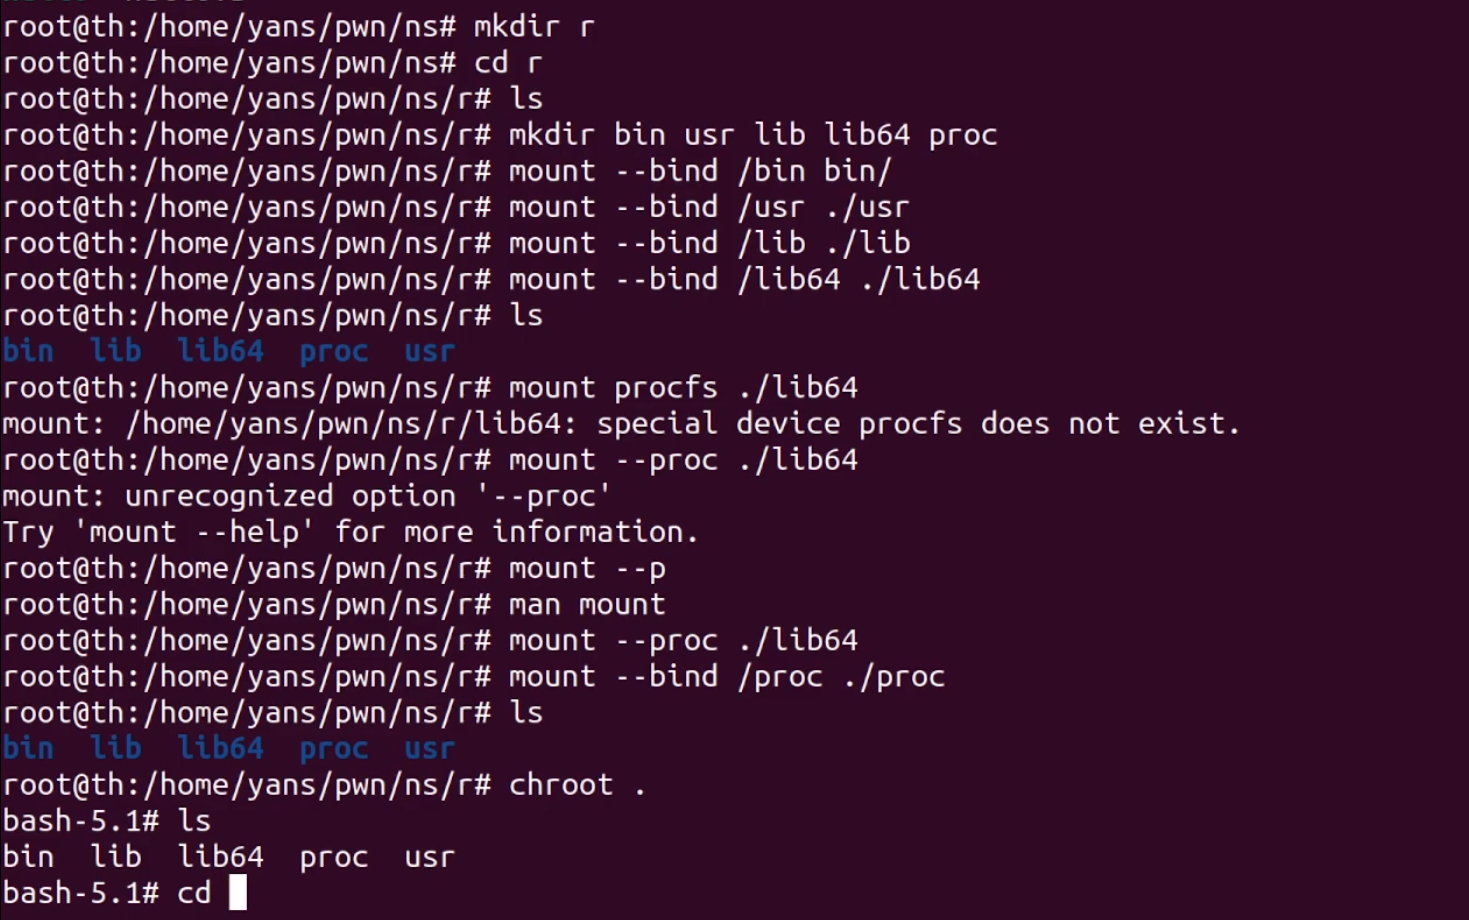 root@th:/home/yans/pwn/ns# mkdir r
root@th:/home/yans/pwn/ns# cd r
root@th:/home/yans/pwn/ns/r# ls
root@th:/home/yans/pwn/ns/r# mkdir bin usr lib lib64 proc
root@th:/home/yans/pwn/ns/r# mount --bind /bin bin/
root@th:/home/yans/pwn/ns/r# mount --bind /usr ./usr
root@th:/home/yans/pwn/ns/r# mount --bind /lib ./lib
root@th:/home/yans/pwn/ns/r# mount --bind /lib64 ./lib64
root@th:/home/yans/pwn/ns/r# ls
bin  lib  lib64  proc  usr
root@th:/home/yans/pwn/ns/r# mount procfs ./lib64
mount: /home/yans/pwn/ns/r/lib64: special device procfs does not exist.
root@th:/home/yans/pwn/ns/r# mount --proc ./lib64
mount: unrecognized option '--proc'
Try 'mount --help' for more information.
root@th:/home/yans/pwn/ns/r# mount --p
root@th:/home/yans/pwn/ns/r# man mount
root@th:/home/yans/pwn/ns/r# mount --proc ./lib64
root@th:/home/yans/pwn/ns/r# mount --bind /proc ./proc
root@th:/home/yans/pwn/ns/r# ls
bin  lib  lib64  proc  usr
root@th:/home/yans/pwn/ns/r# chroot .
bash-5.1# ls
bin  lib  lib64  proc  usr
bash-5.1# cd